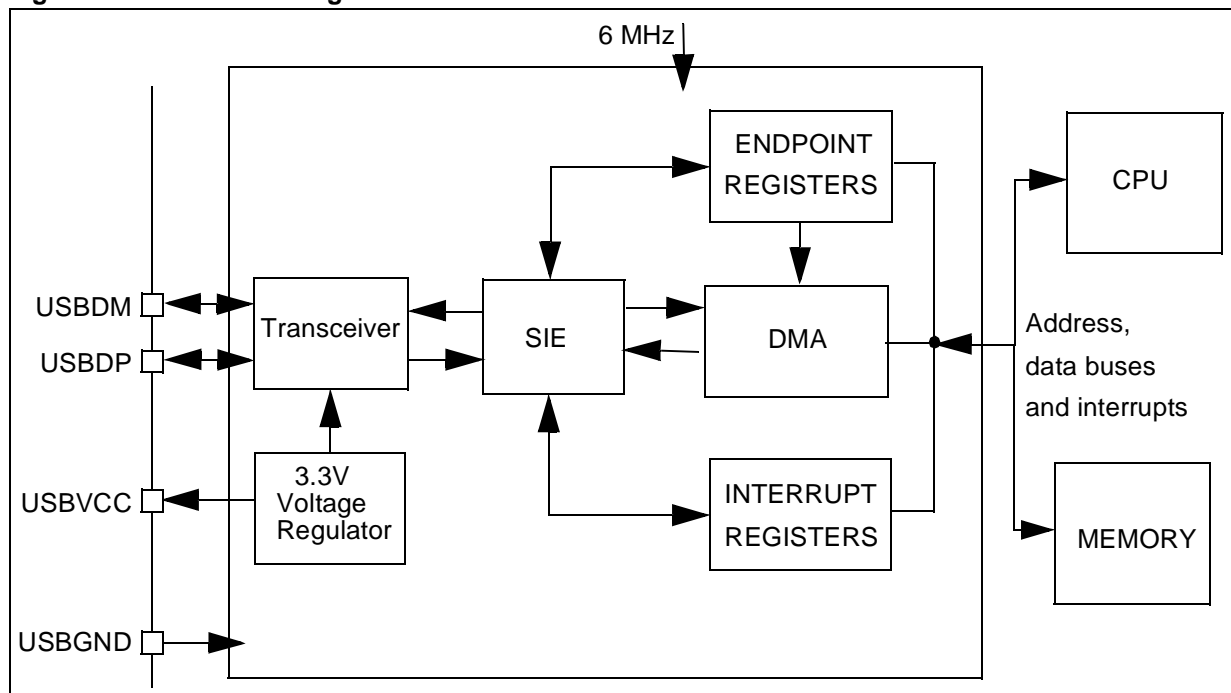 6 MHz
ENDPOINT
REGISTERS
CPU
USBDM
Transceiver
SIE
DMA
Address,
USBDP
data buses
and interrupts
3.3V
Voltage
Regulator
USBVCC
INTERRUPT
REGISTERS
MEMORY
USBGND